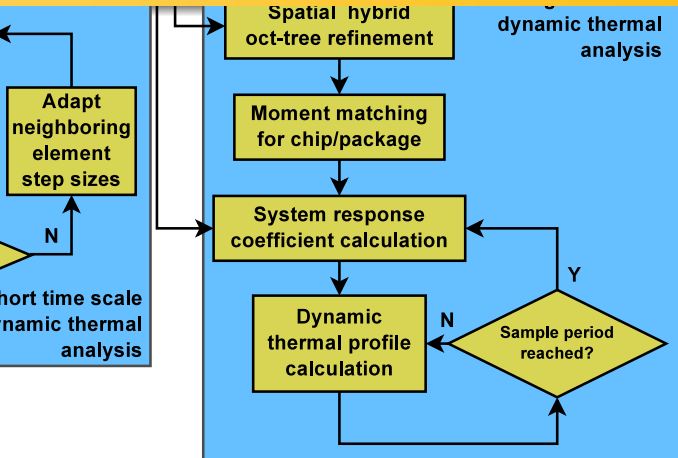 Spatial hybrid
oct-tree refinement
dynamic thermal
analysis
Adapt
neighboring
element
step sizes
Moment matching
for chip/package
System response
coefficient calculation
N
Y
hort time scale
namic thermal
analysis
Dynamic
thermal profile
calculation
N
Sample period
reached?